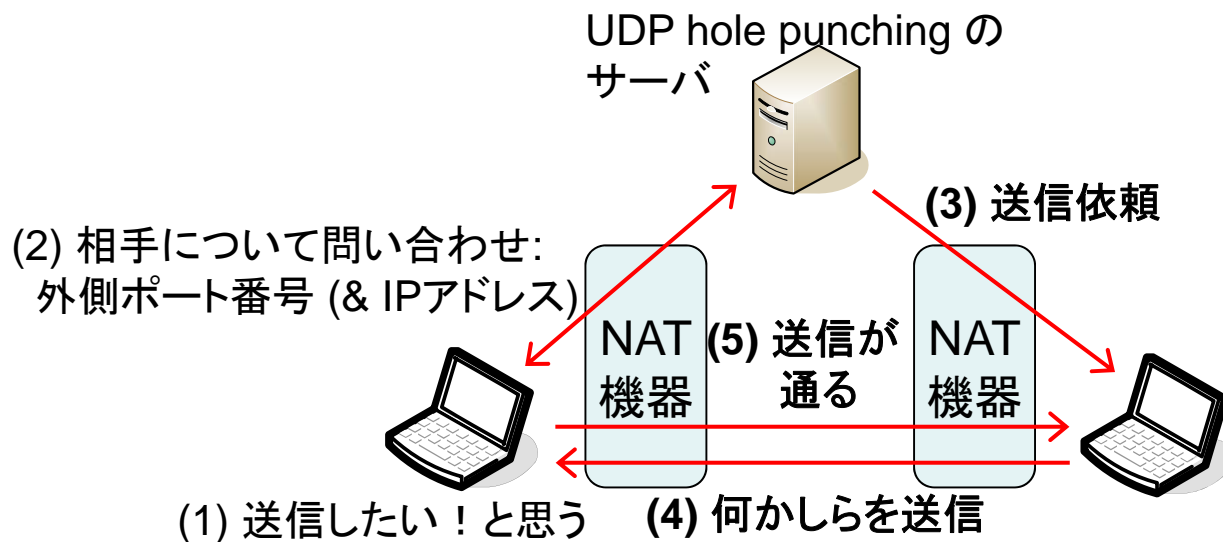 UDP hole punching の
サーバ
(3) 送信依頼
(2) 相手について問い合わせ:
外側ポート番号 (& IPアドレス)
NAT
機器
(5) 送信が
通る
NAT
機器
(1) 送信したい！と思う
(4) 何かしらを送信